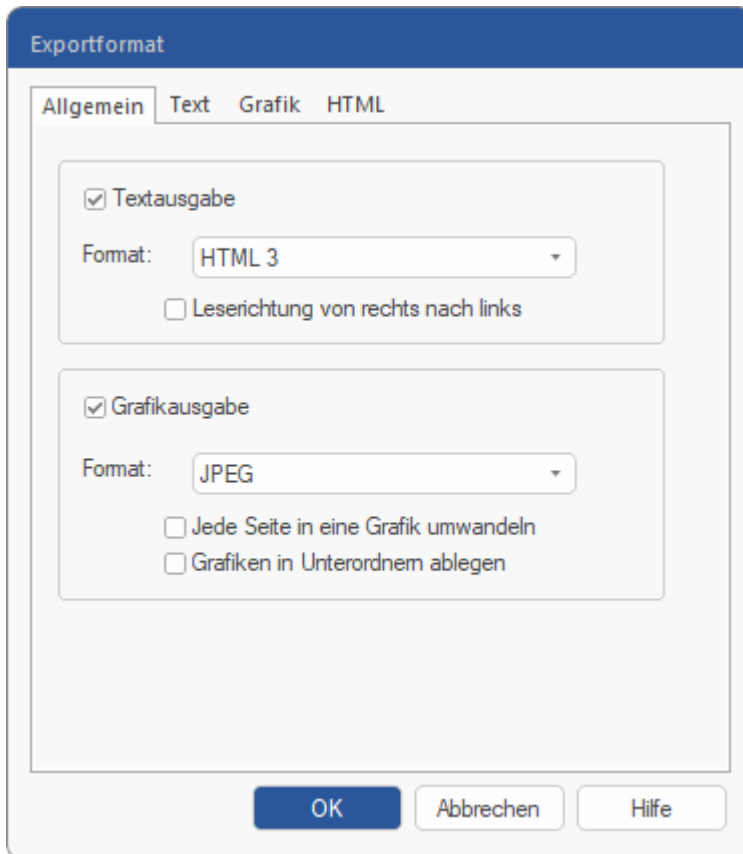 Exportformat
Allgemein Text Grafik HTML
Textausgabe
Format: HTML 3
Leserichtung von rechts nach links
Grafikausgabe
Format: JPEG
Jede Seite in eine Grafik umwandeln
Grafiken in Unterordnern ablegen
OK Abbrechen Hilfe